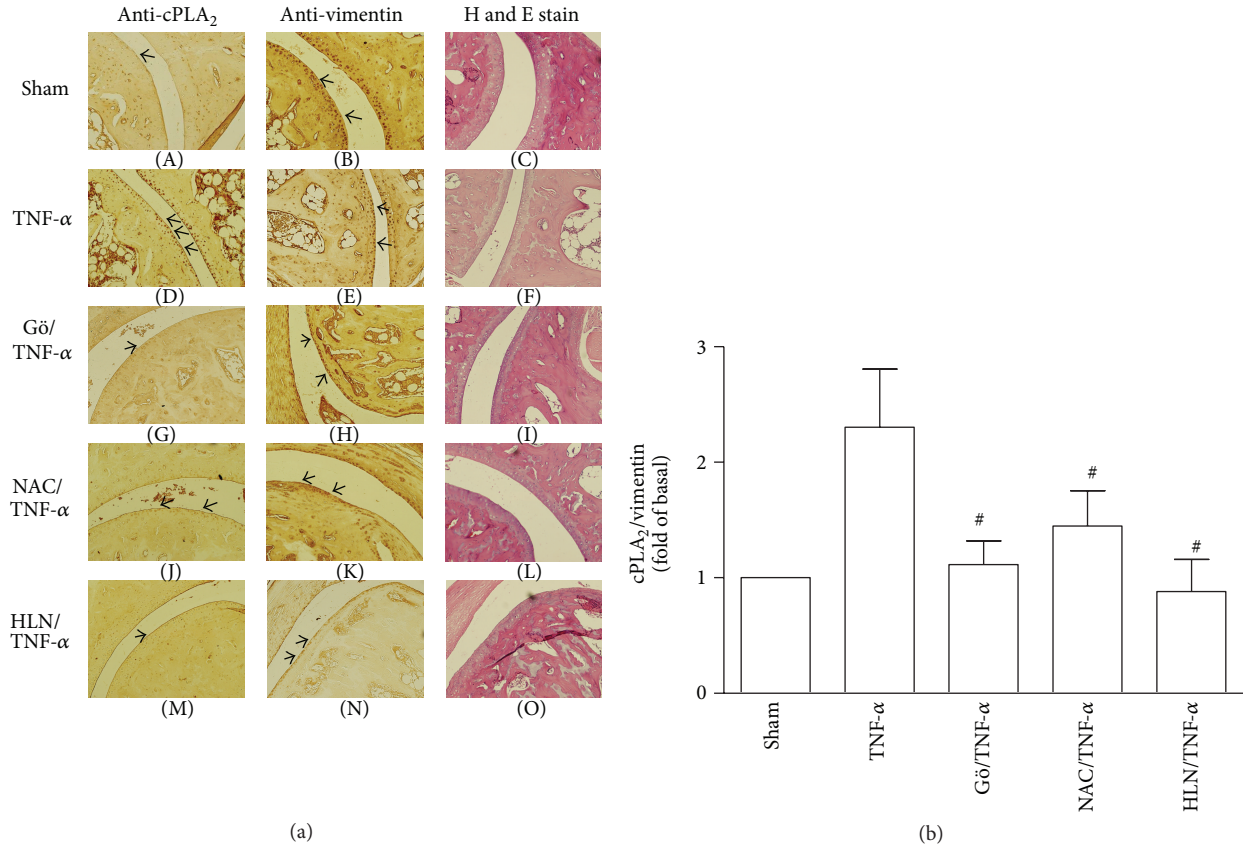 Anti-cPLA₂ Anti-vimentin H and E stain
Sham
(A) (B) (C)
TNF-α
(D) (E) (F)
Gö/
TNF-α
(G) (H) (I)
NAC/
TNF-α
(J) (K) (L)
HLN/
TNF-α
(M) (N) (O)
(a)
cPLA₂/vimentin
(fold of basal)
3
2
1
0
#
#
#
Sham
TNF-α
Gö/TNF-α
NAC/TNF-α
HLN/TNF-α
(b)